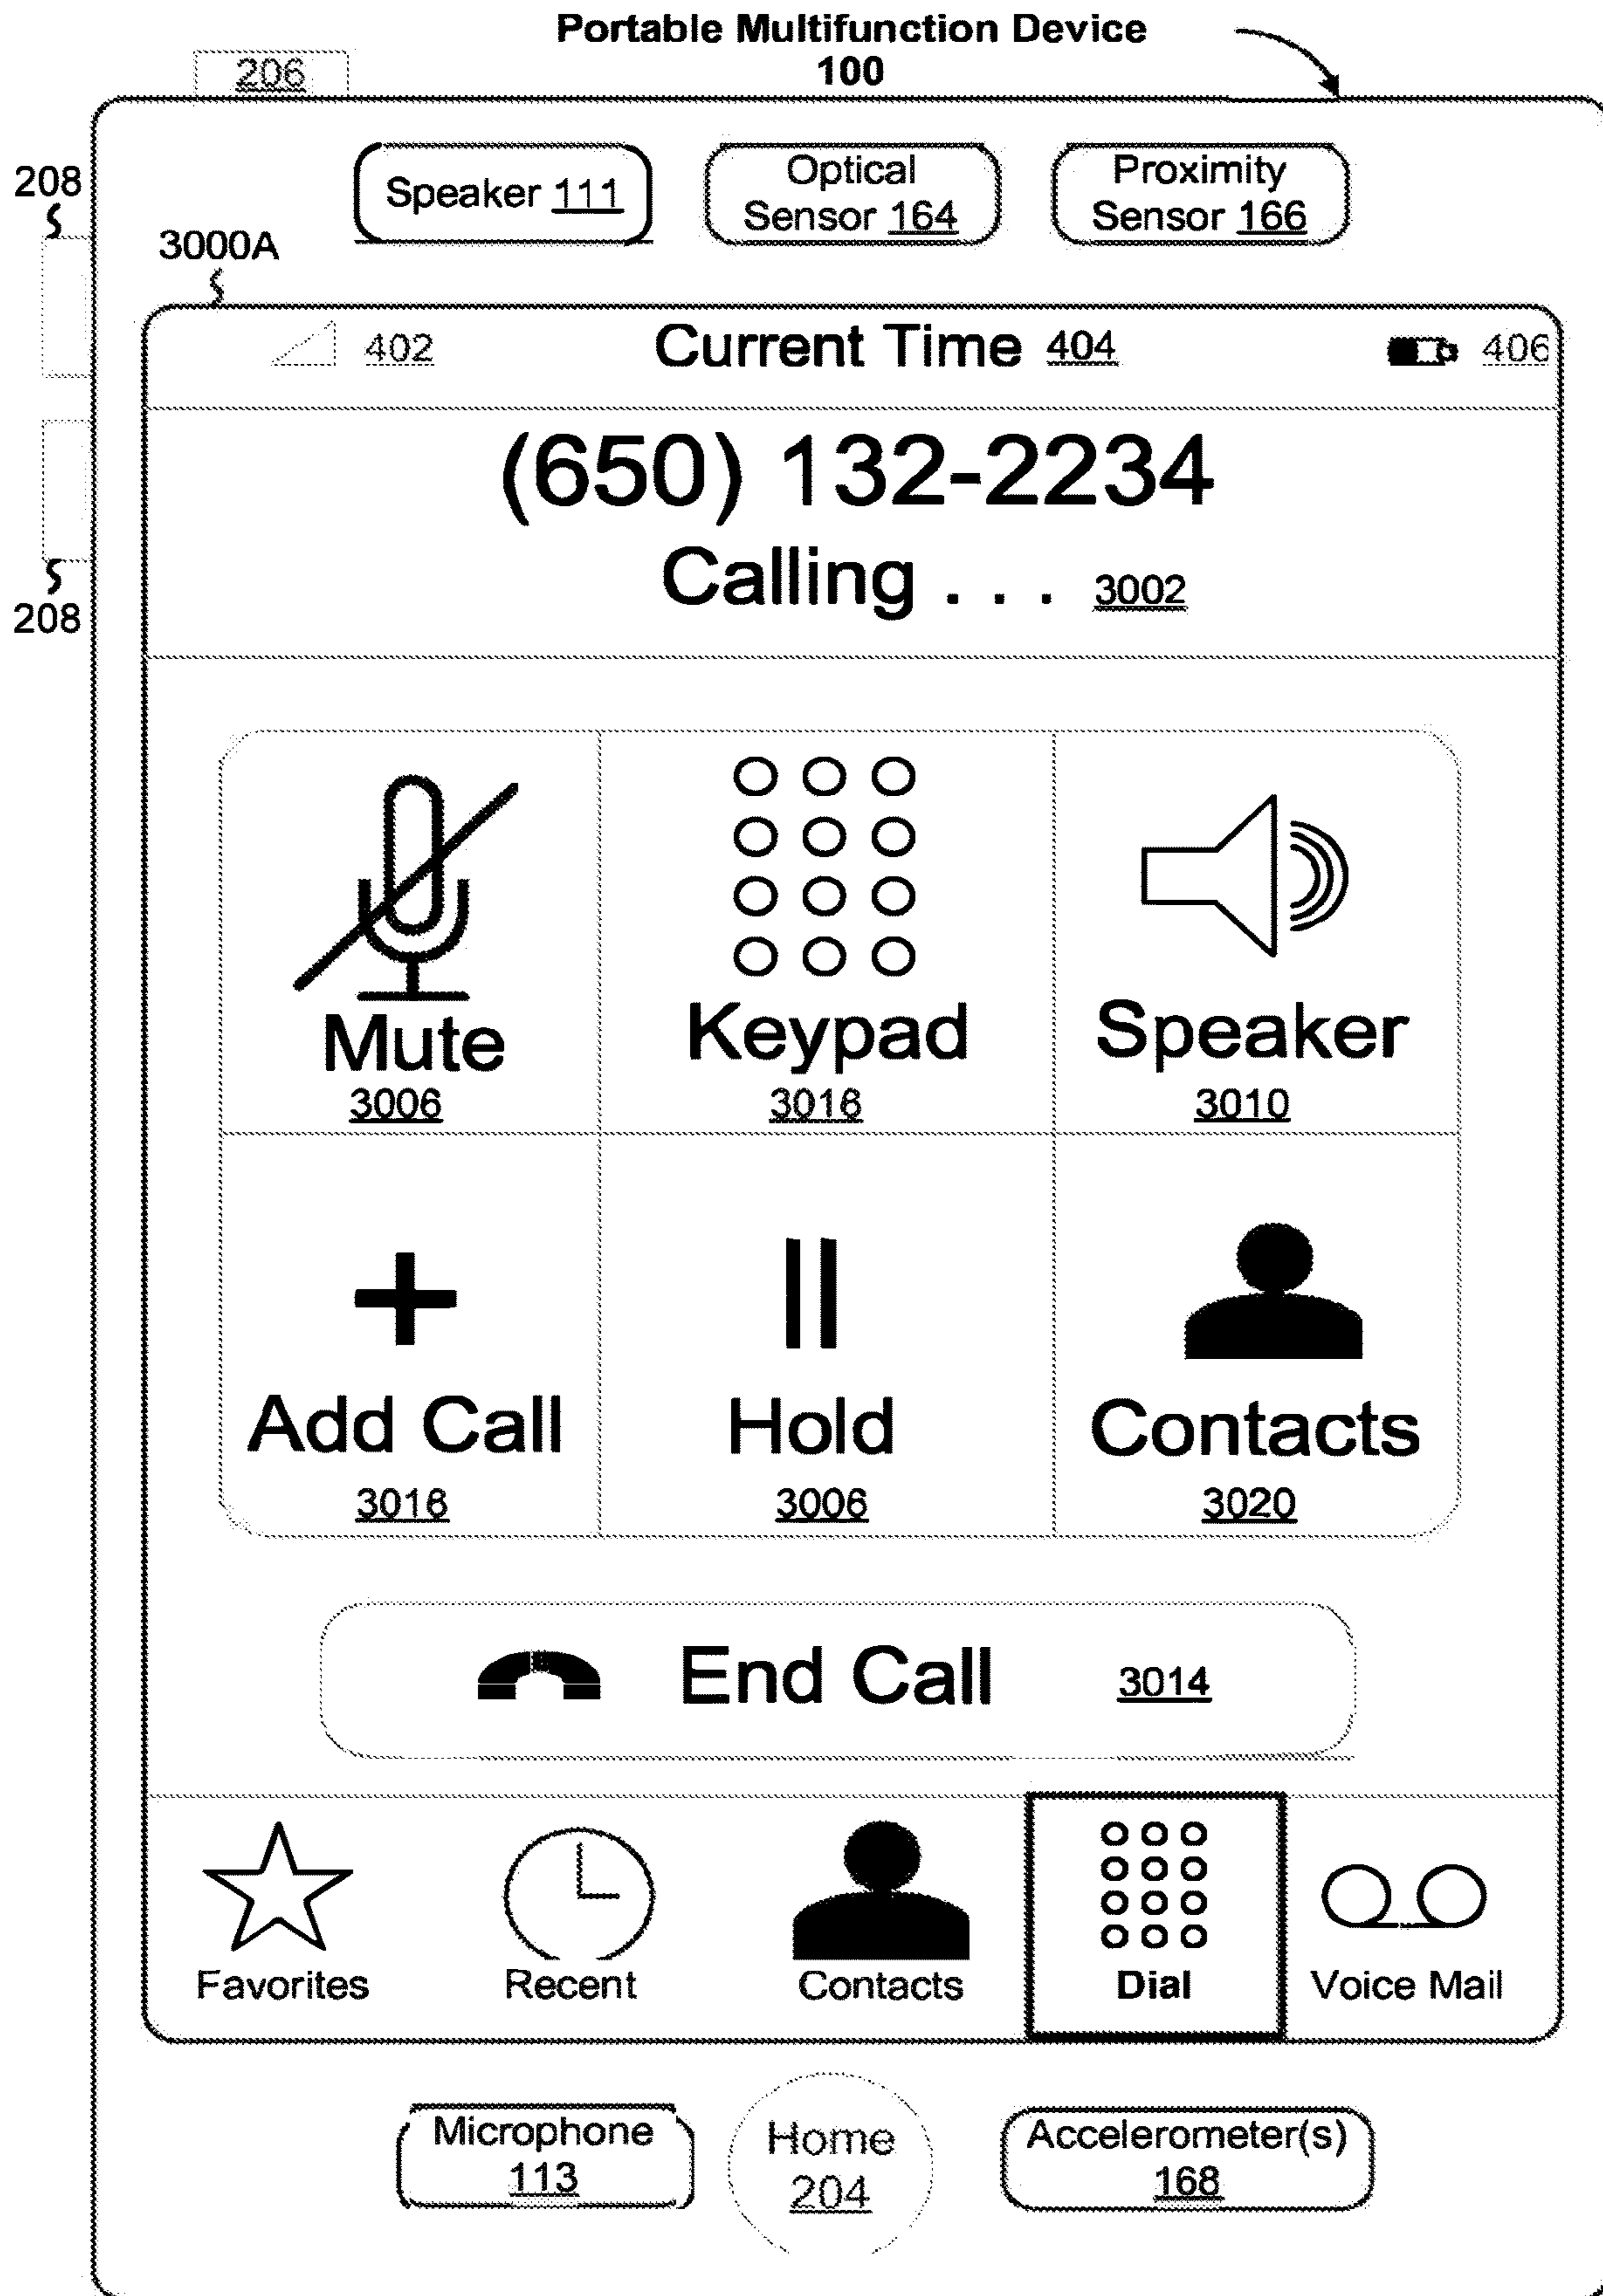 Portable Multifunction Device
100
206
208
Speaker 111
Optical
Sensor 164
Proximity
Sensor 166
3000A
402
Current Time 404
406
(650) 132-2234
Calling . . . 3002
208
Mute
3006
Keypad
3016
Speaker
3010
Add Call
3016
Hold
3006
Contacts
3020
End Call 3014
Favorites
Recent
Contacts
Dial
Voice Mail
Microphone
113
Home
204
Accelerometer(s)
168